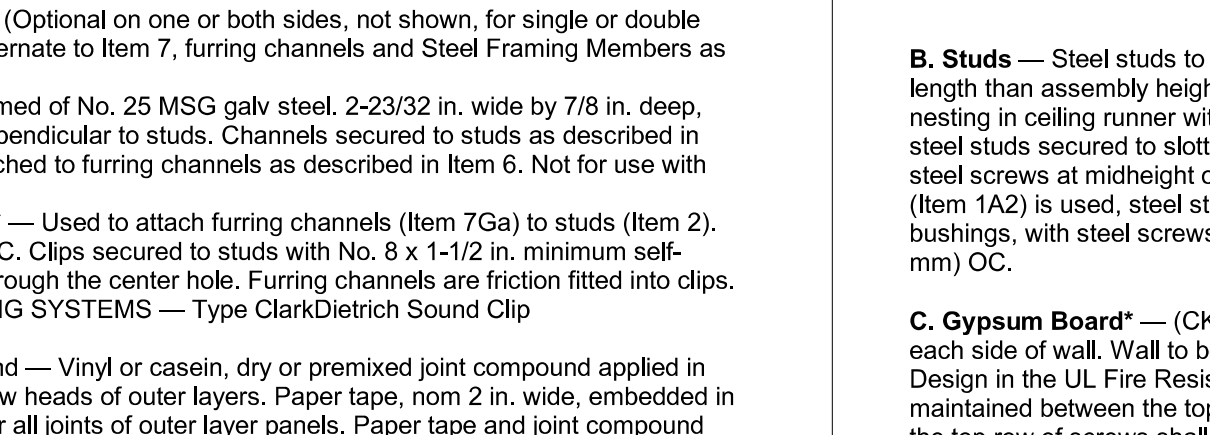 (Optional on one or both sides, not shown, for single or double
ernate to Item 7, furring channels and Steel Framing Members as
med of No. 25 MSG galv steel. 2-23/32 in. wide by 7/8 in. deep,
pendicular to studs. Channels secured to studs as described in
ched to furring channels as described in Item 6. Not for use with
— Used to attach furring channels (Item 7Ga) to studs (Item 2).
C. Clips secured to studs with No. 8 x 1-1/2 in. minimum self-
rough the center hole. Furring channels are friction fitted into clips.
NG SYSTEMS — Type ClarkDietrich Sound Clip
nd — Vinyl or casein, dry or premixed joint compound applied in
w heads of outer layers. Paper tape, nom 2 in. wide, embedded in
r all joints of outer layer panels. Paper tape and joint compound
B. Studs — Steel studs to
length than assembly heigh
nesting in ceiling runner wit
steel studs secured to slott
steel screws at midheight o
(Item 1A2) is used, steel st
bushings, with steel screws
mm) OC.
C. Gypsum Board* — (CK
each side of wall. Wall to b
Design in the UL Fire Resis
maintained between the top
the top row of screws shall